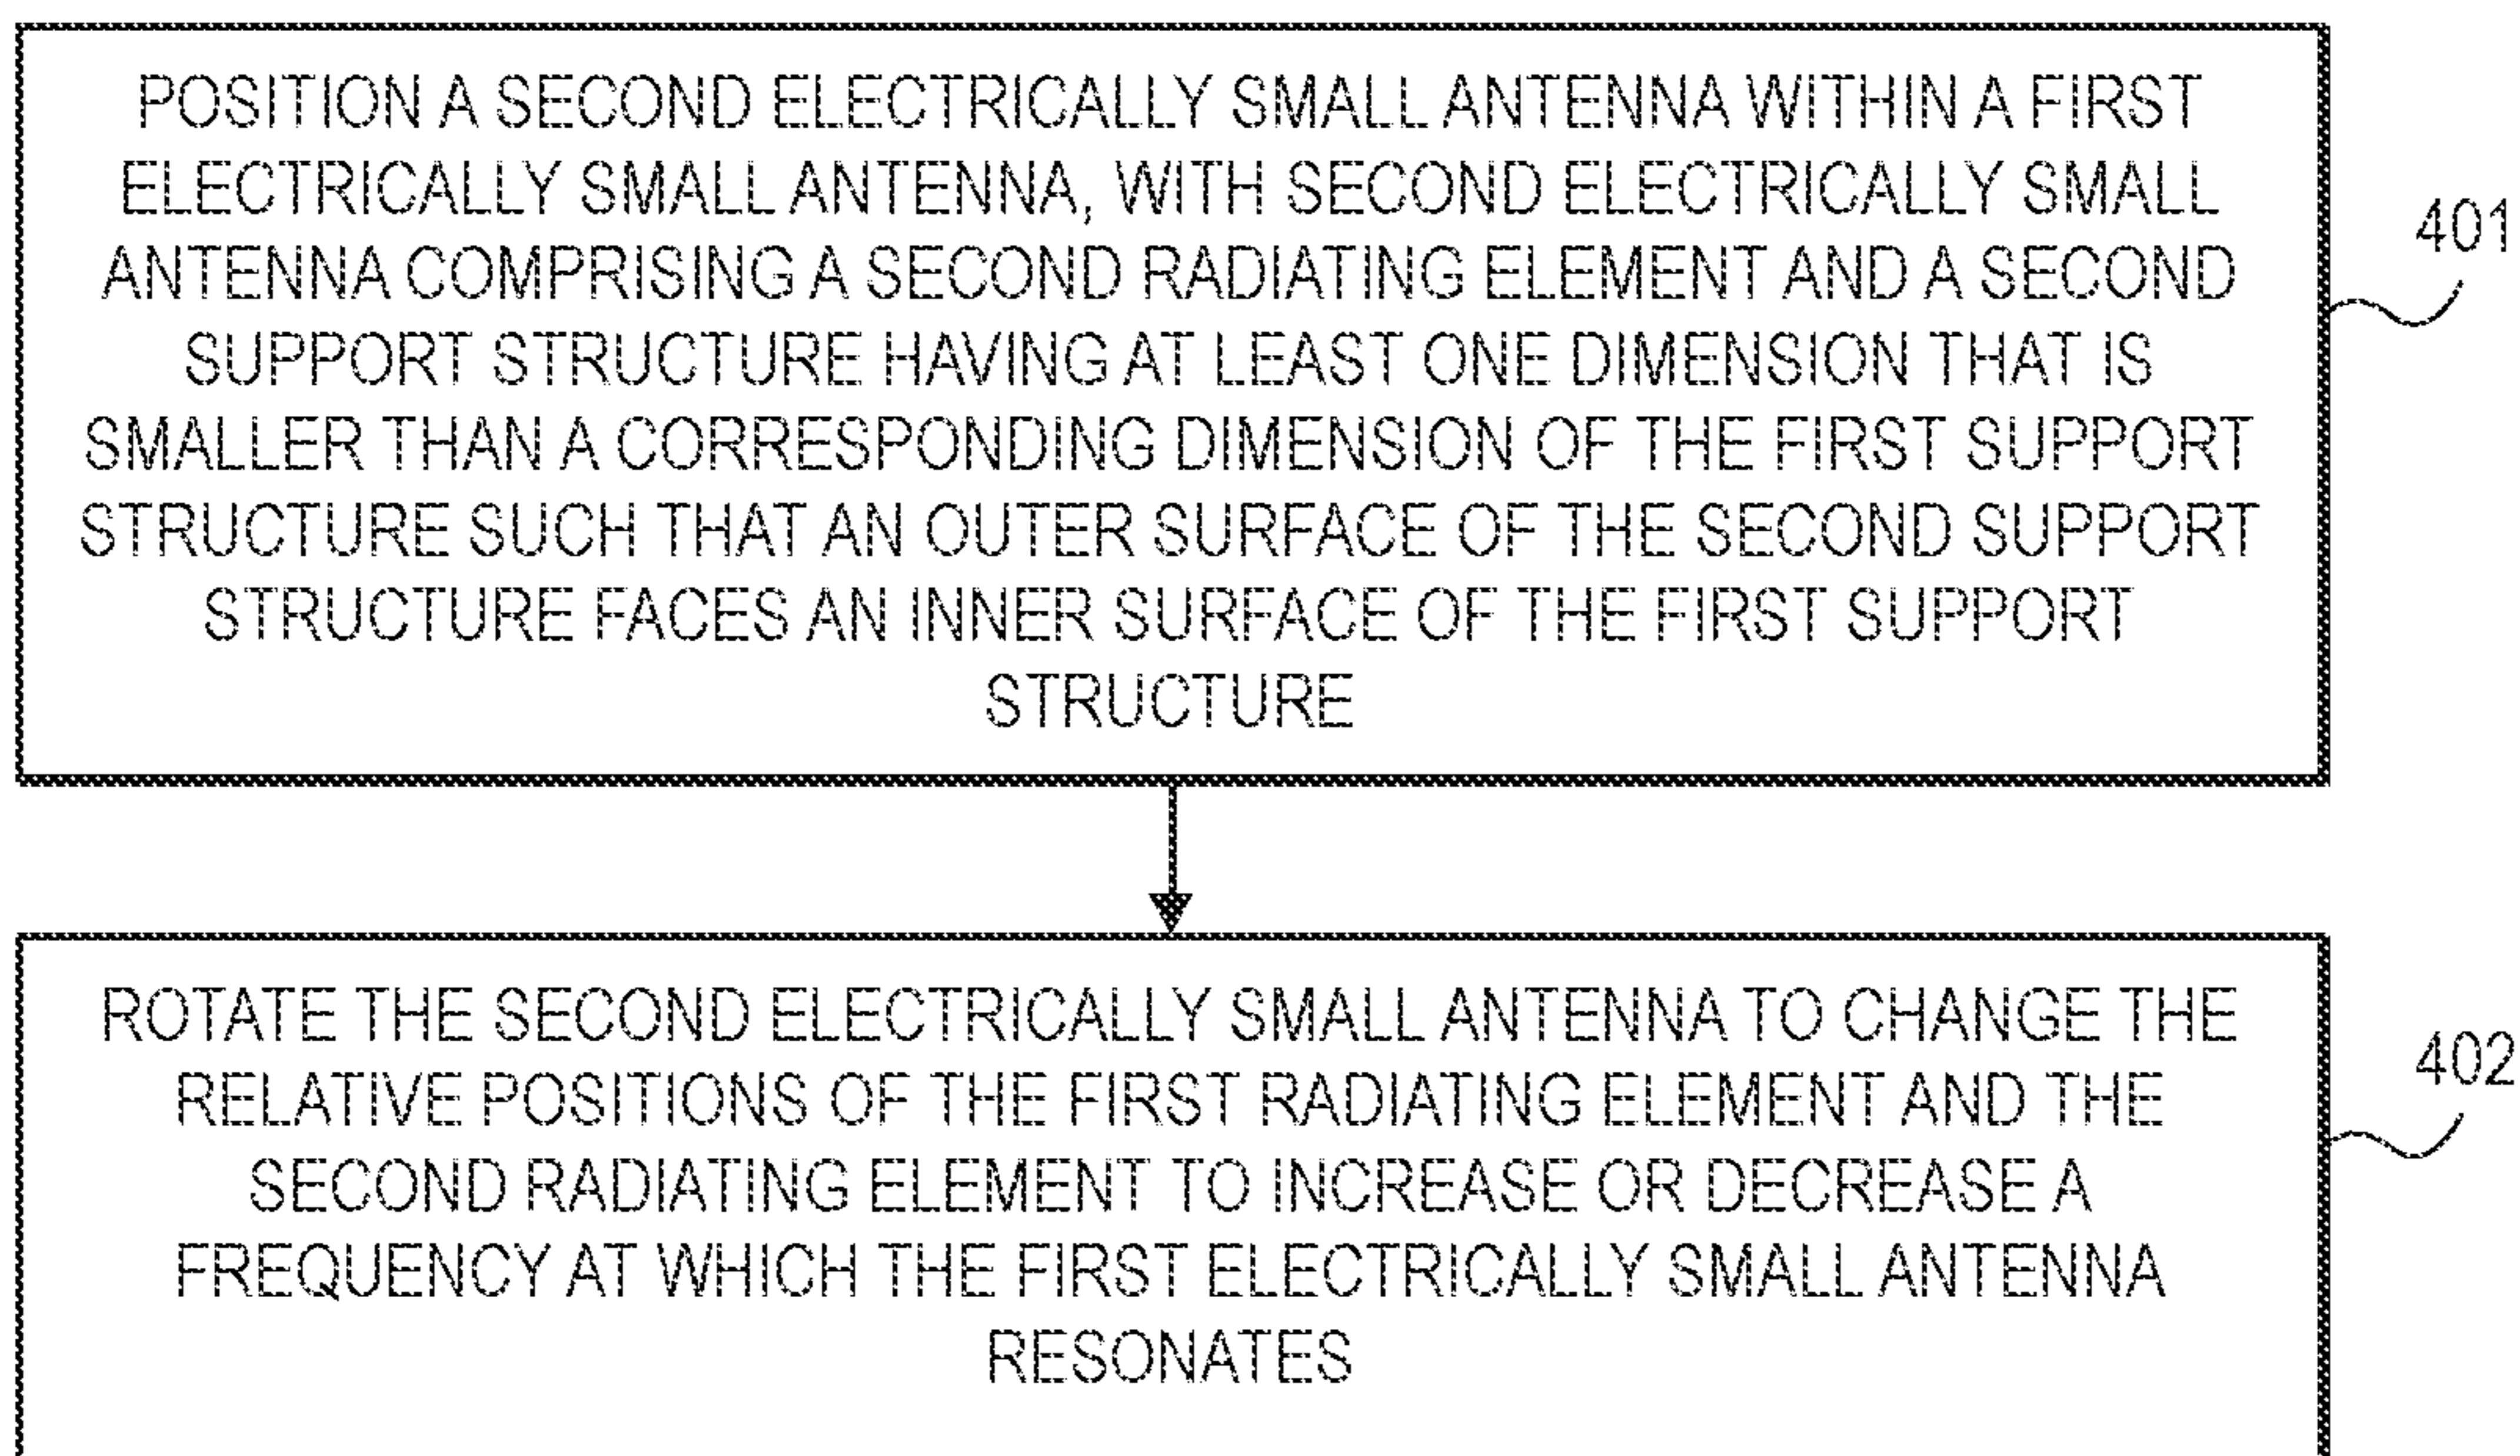 POSITION A SECOND ELECTRICALLY SMALL ANTENNA WITHIN A FIRST
ELECTRICALLY SMALL ANTENNA, WITH SECOND ELECTRICALLY SMALL
ANTENNA COMPRISING A SECOND RADIATING ELEMENT AND A SECOND
SUPPORT STRUCTURE HAVING AT LEAST ONE DIMENSION THAT IS
SMALLER THAN A CORRESPONDING DIMENSION OF THE FIRST SUPPORT
STRUCTURE SUCH THAT AN OUTER SURFACE OF THE SECOND SUPPORT
STRUCTURE FACES AN INNER SURFACE OF THE FIRST SUPPORT
STRUCTURE
401
ROTATE THE SECOND ELECTRICALLY SMALL ANTENNA TO CHANGE THE
RELATIVE POSITIONS OF THE FIRST RADIATING ELEMENT AND THE
SECOND RADIATING ELEMENT TO INCREASE OR DECREASE A
FREQUENCY AT WHICH THE FIRST ELECTRICALLY SMALL ANTENNA
RESONATES
402